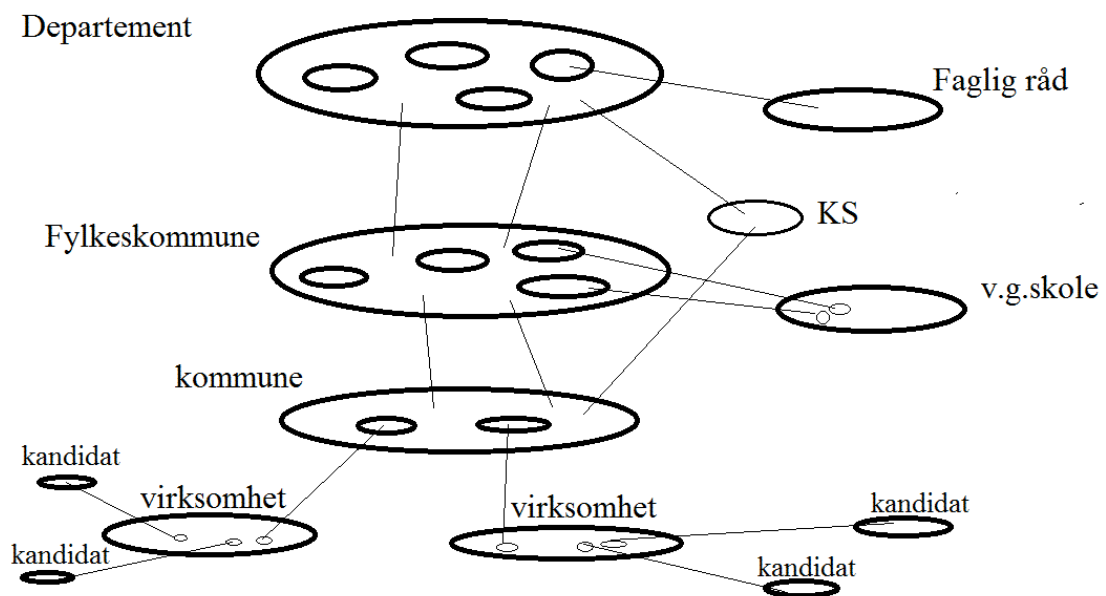 Departement
Faglig råd
KS
Fylkeskommune
v.g.skole
kommune
kandidat
virksomhet
virksomhet
kandidat
kandidat
kandidat